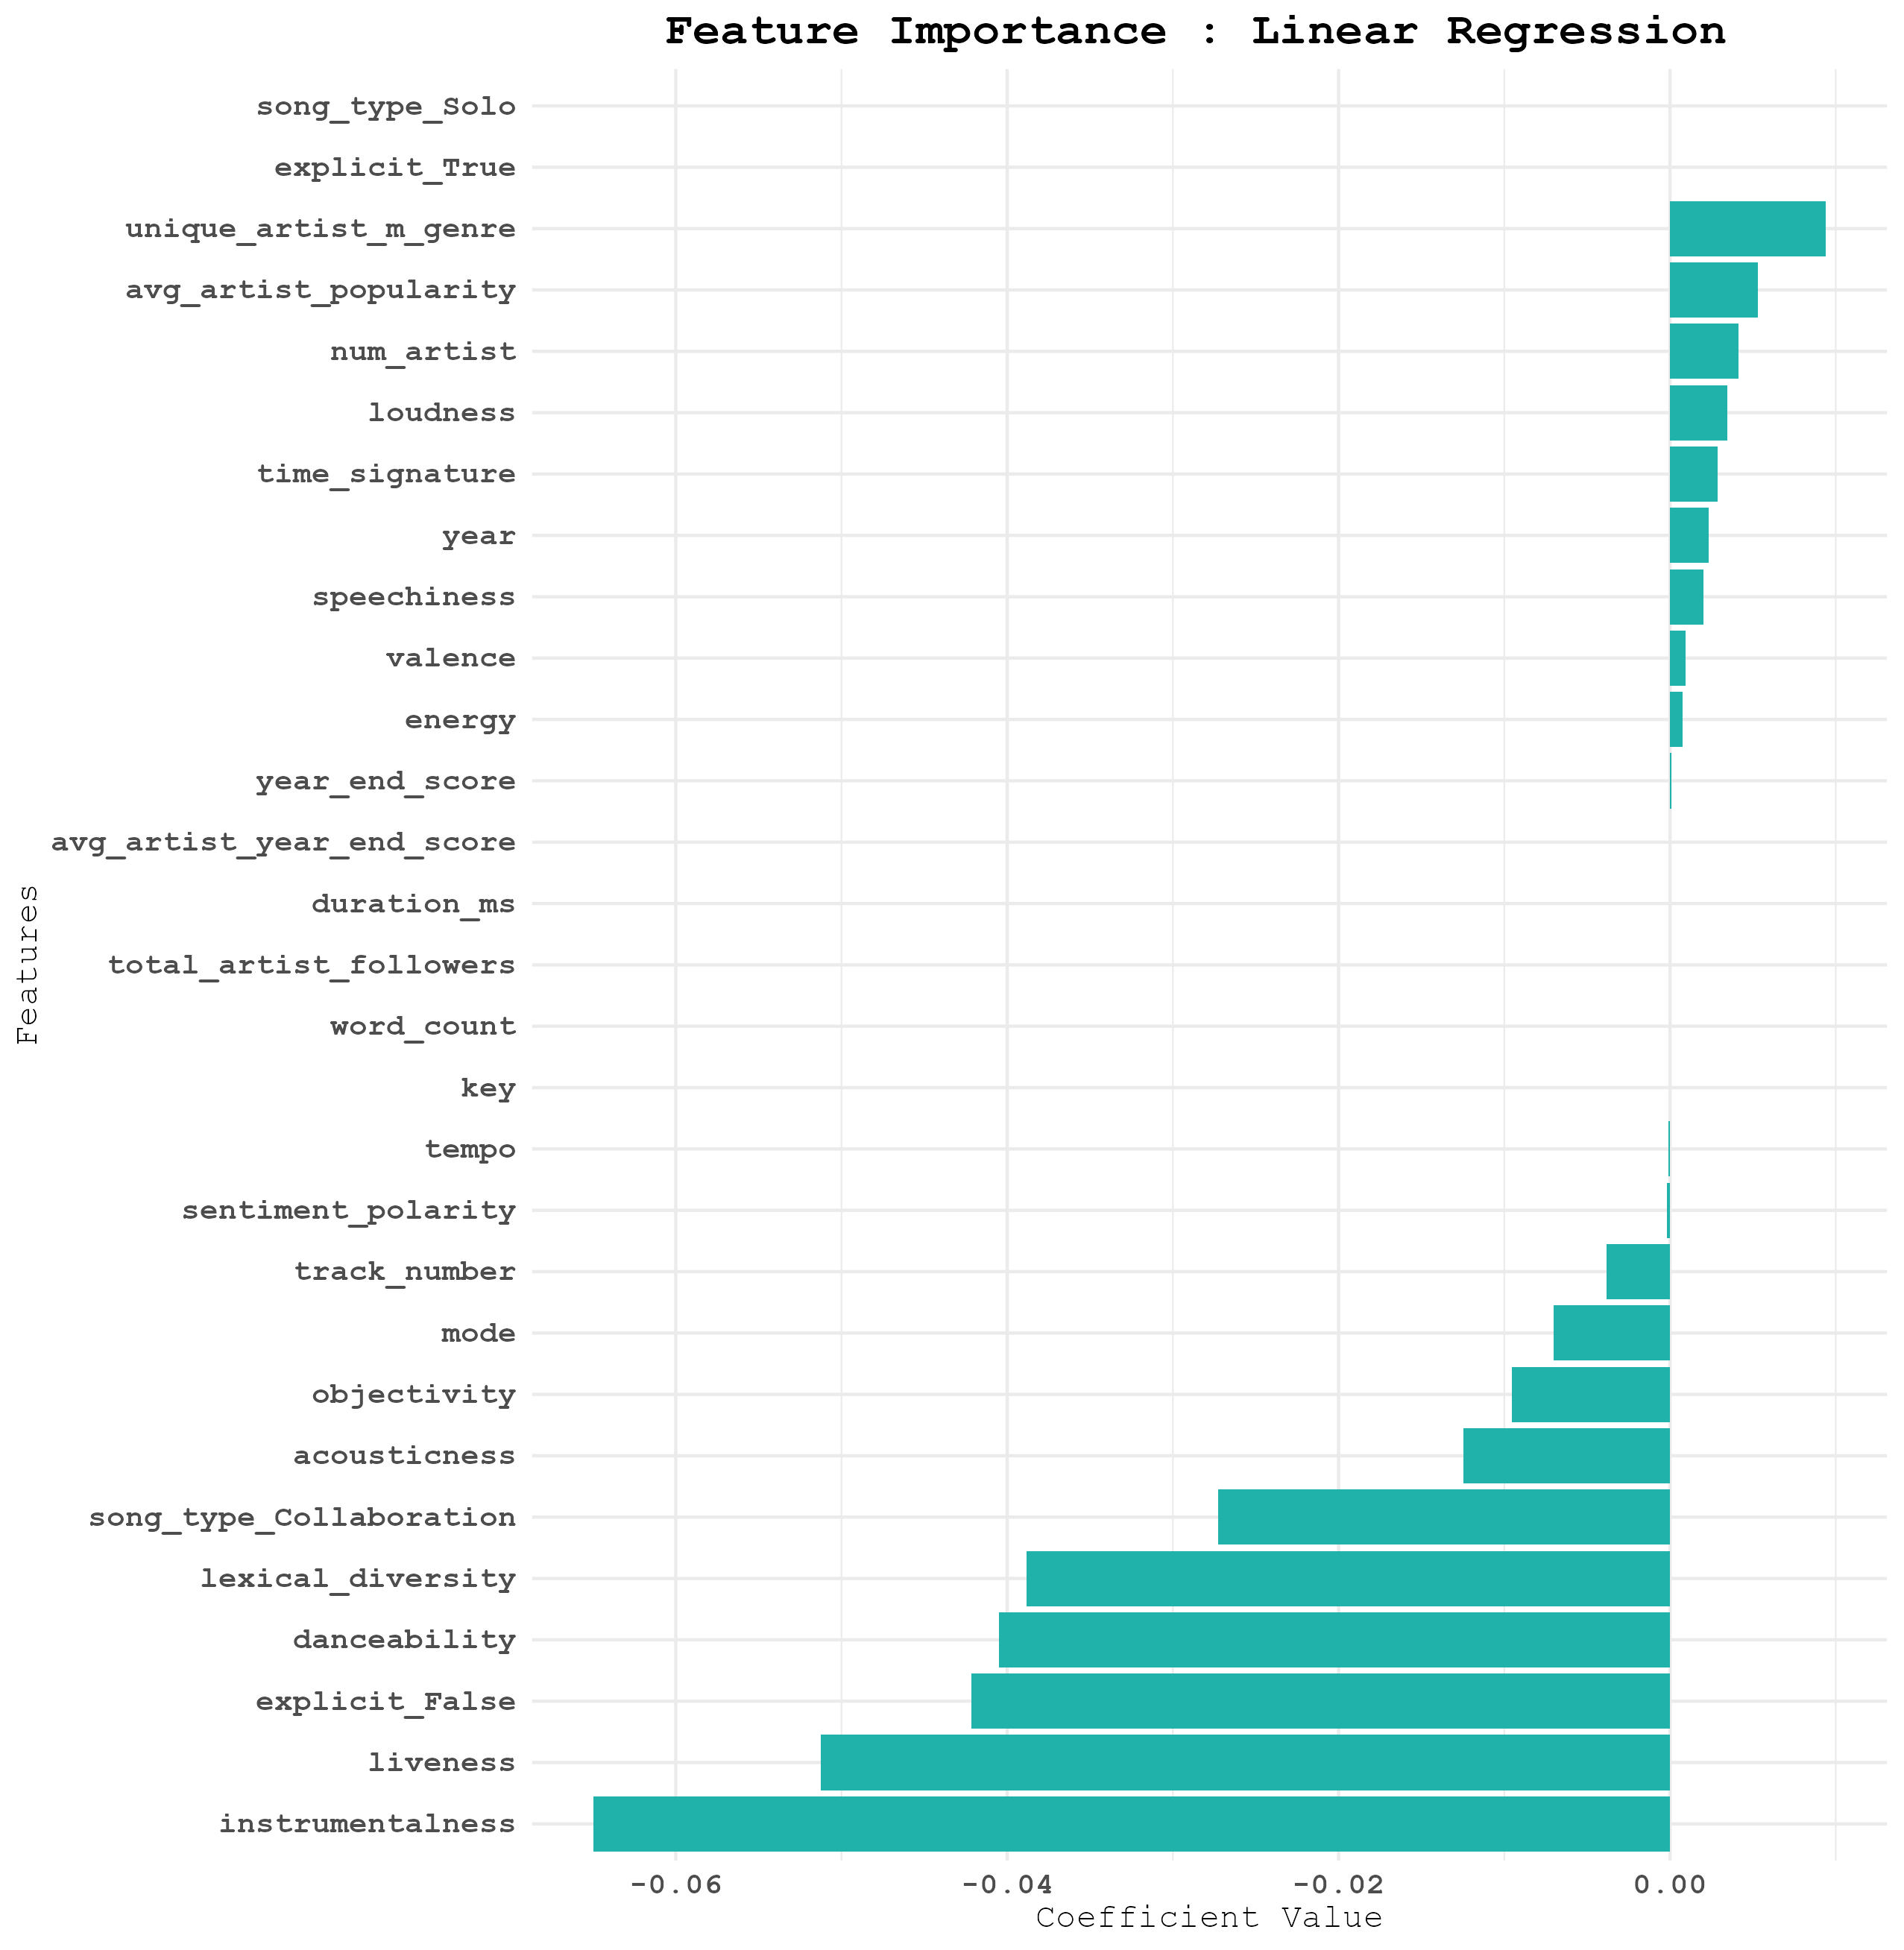 Feature Importance : Linear Regression
song_type_Solo
explicit_True
unique_artist_m_genre
avg_artist_popularity
num_artist
loudness
time_signature
year
speechiness
valence
energy
year_end_score
avg_artist_year_end_score
duration_ms
total_artist_followers
word_count
key
tempo
sentiment_polarity
track_number
mode
objectivity
acousticness
song_type_Collaboration
lexical_diversity
danceability
explicit_False
liveness
instrumentalness
Features
-0.06 -0.04 -0.02 0.00
Coefficient Value